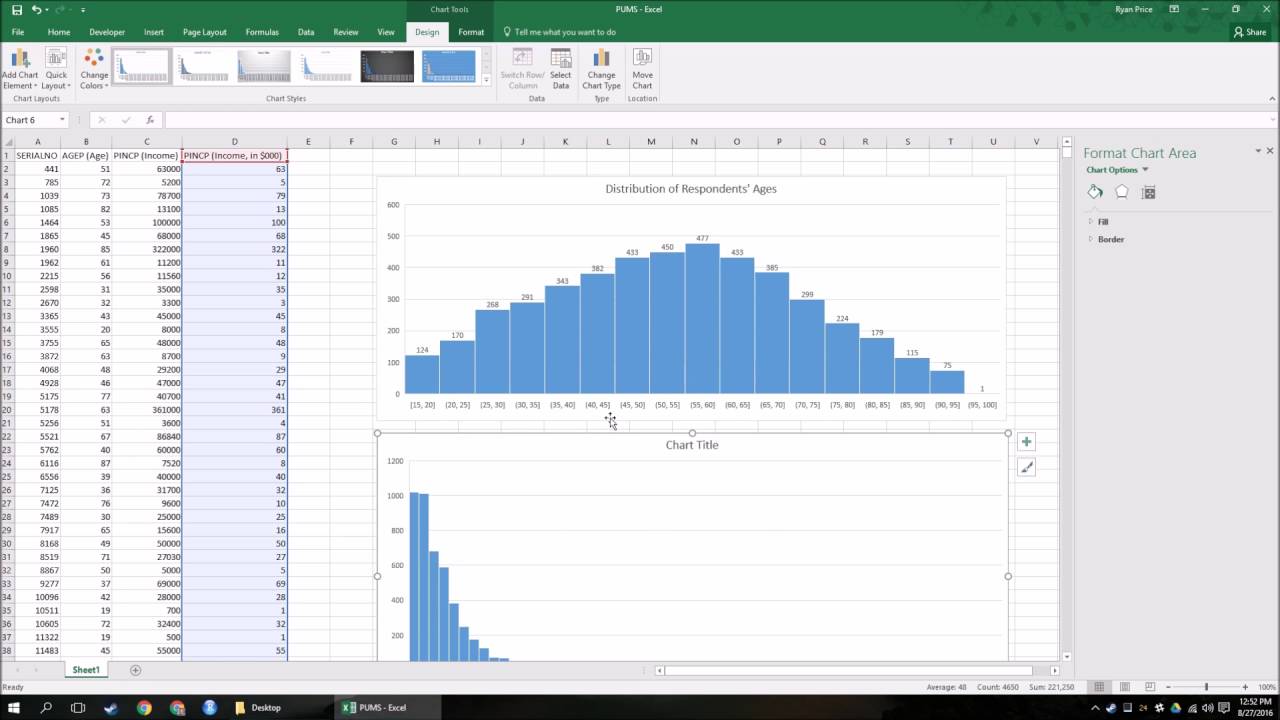 Chart Tools
PUMS - Excel
Ryan Price
File Home Developer Insert Page Layout Formulas Data Review View Design Format Tell me what you want to do Share
Add Chart Element Quick Layout Change Colors Switch Row/Column Select Data Change Chart Type Move Chart
Chart Layouts Chart Styles Data Type Location
Chart 6 fx
A B C D E F G H I J K L M N O P Q R S T U V
1 SERIALNO AGEP (Age) PINCP (Income) PINCP (Income, in $000)
2 441 51 63000 63
3 785 72 5200 5
4 1039 73 78700 79
5 1085 82 13100 13
6 1464 53 100000 100
7 1865 45 68000 68
8 1960 85 322000 322
9 1962 61 11200 11
10 2215 56 11560 12
11 2598 31 35000 35
12 2670 32 3300 3
13 3365 43 45000 45
14 3555 20 8000 8
15 3755 65 48000 48
16 3872 63 8700 9
17 4068 48 29200 29
18 4928 46 47000 47
19 5175 77 40700 41
20 5178 63 361000 361
21 5256 51 3600 4
22 5521 67 86840 87
23 5762 40 60000 60
24 6116 87 7520 8
25 6556 39 40000 40
26 7125 36 31700 32
27 7472 76 9600 10
28 7489 30 25000 25
29 7917 65 15600 16
30 8168 49 50000 50
31 8519 71 27030 27
32 8867 50 5000 5
33 9277 37 69000 69
34 10096 42 28000 28
35 10511 19 700 1
36 10605 72 32400 32
37 11322 19 500 1
38 11483 45 55000 55
Distribution of Respondents' Ages
600
500
400
300
200
100
0
124 170 268 291 343 382 433 450 477 433 385 299 224 179 115 75 1
[15, 20] (20, 25] (25, 30] (30, 35] (35, 40] (40, 45] (45, 50] (50, 55] (55, 60] (60, 65] (65, 70] (70, 75] (75, 80] (80, 85] (85, 90] (90, 95] (95, 100]
Chart Title
1200
1000
800
600
400
200
Format Chart Area
Chart Options
Fill
Border
Sheet1
Ready Average: 48 Count: 4650 Sum: 221,250 100%
Desktop PUMS - Excel 24 12:52 PM
8/27/2016